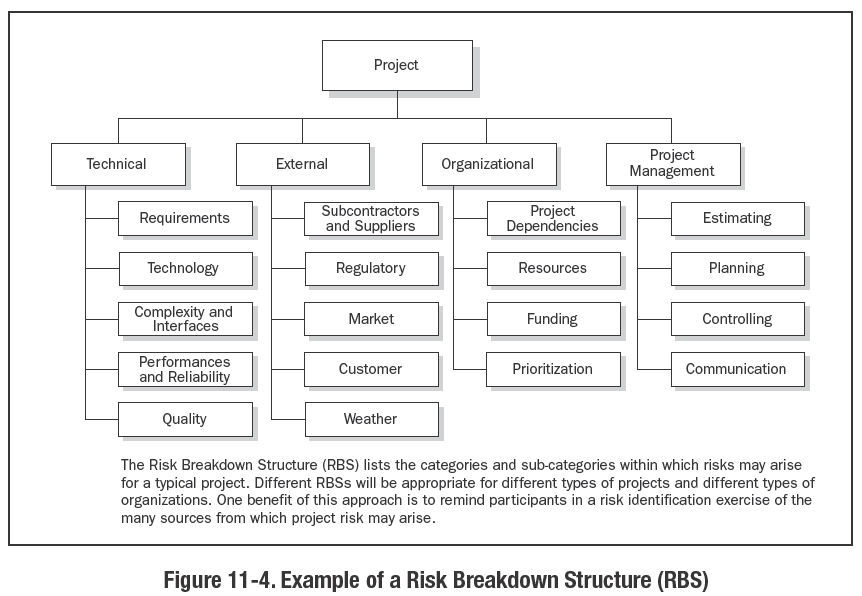 Project
Technical
External
Organizational
Project
Management
Requirements
Technology
Complexity and
Interfaces
Performances
and Reliability
Quality
Subcontractors
and Suppliers
Regulatory
Market
Customer
Weather
Project
Dependencies
Resources
Funding
Prioritization
Estimating
Planning
Controlling
Communication
The Risk Breakdown Structure (RBS) lists the categories and sub-categories within which risks may arise
for a typical project. Different RBSs will be appropriate for different types of projects and different types of
organizations. One benefit of this approach is to remind participants in a risk identification exercise of the
many sources from which project risk may arise.
Figure 11-4. Example of a Risk Breakdown Structure (RBS)